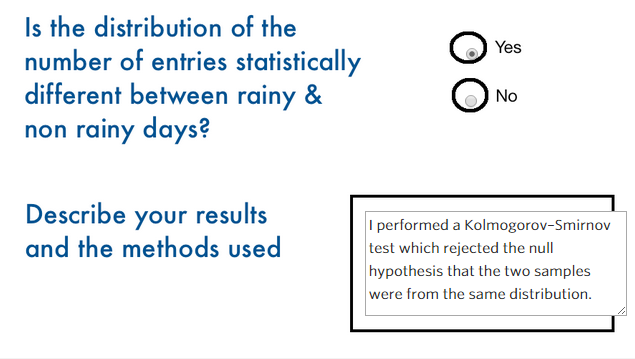 Is the distribution of the
number of entries statistically
different between rainy &
non rainy days?
Yes
No
Describe your results
and the methods used
I performed a Kolmogorov–Smirnov
test which rejected the null
hypothesis that the two samples
were from the same distribution.